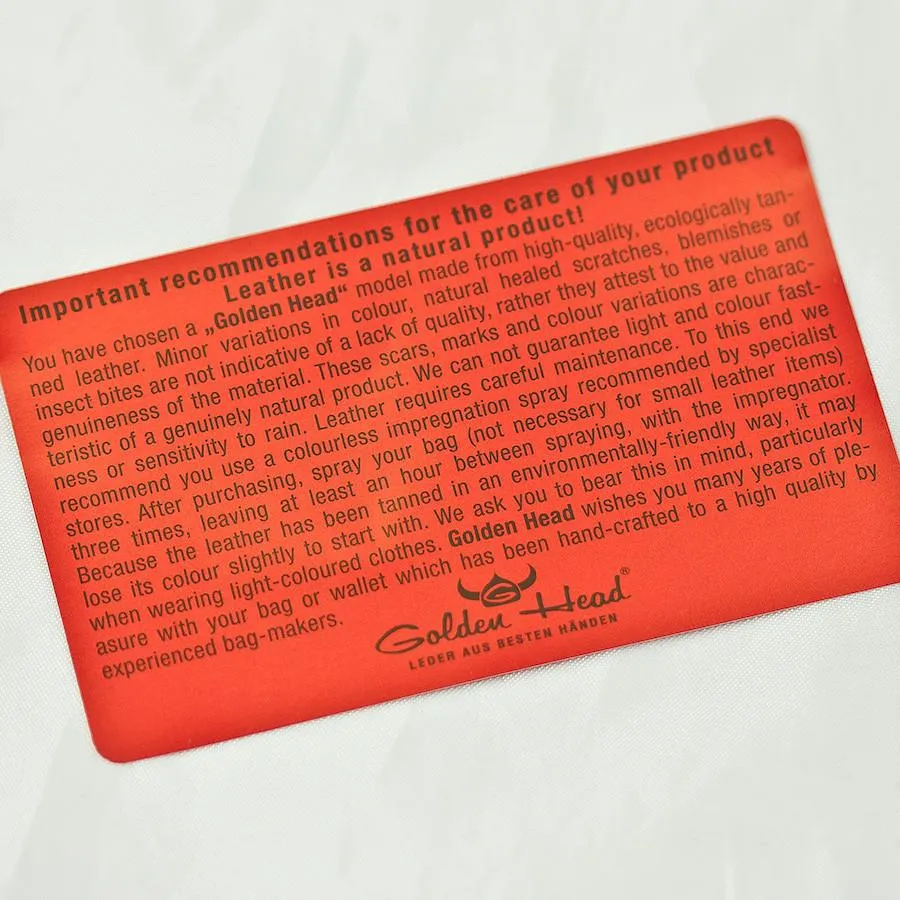 Important recommendations for the care of your product
Leather is a natural product!
You have chosen a „Golden Head“ model made from high-quality, ecologically tan-
ned leather. Minor variations in colour, natural healed scratches, blemishes or
insect bites are not indicative of a lack of quality, rather they attest to the value and
genuineness of the material. These scars, marks and colour variations are charac-
teristic of a genuinely natural product. We can not guarantee light and colour fast-
ness or sensitivity to rain. Leather requires careful maintenance. To this end we
recommend you use a colourless impregnation spray recommended by specialist
stores. After purchasing, spray your bag (not necessary for small leather items)
three times, leaving at least an hour between spraying, with the impregnator.
Because the leather has been tanned in an environmentally-friendly way, it may
lose its colour slightly to start with. We ask you to bear this in mind, particularly
when wearing light-coloured clothes. Golden Head wishes you many years of ple-
asure with your bag or wallet which has been hand-crafted to a high quality by
experienced bag-makers.
Golden Head®
LEDER AUS BESTEN HÄNDEN